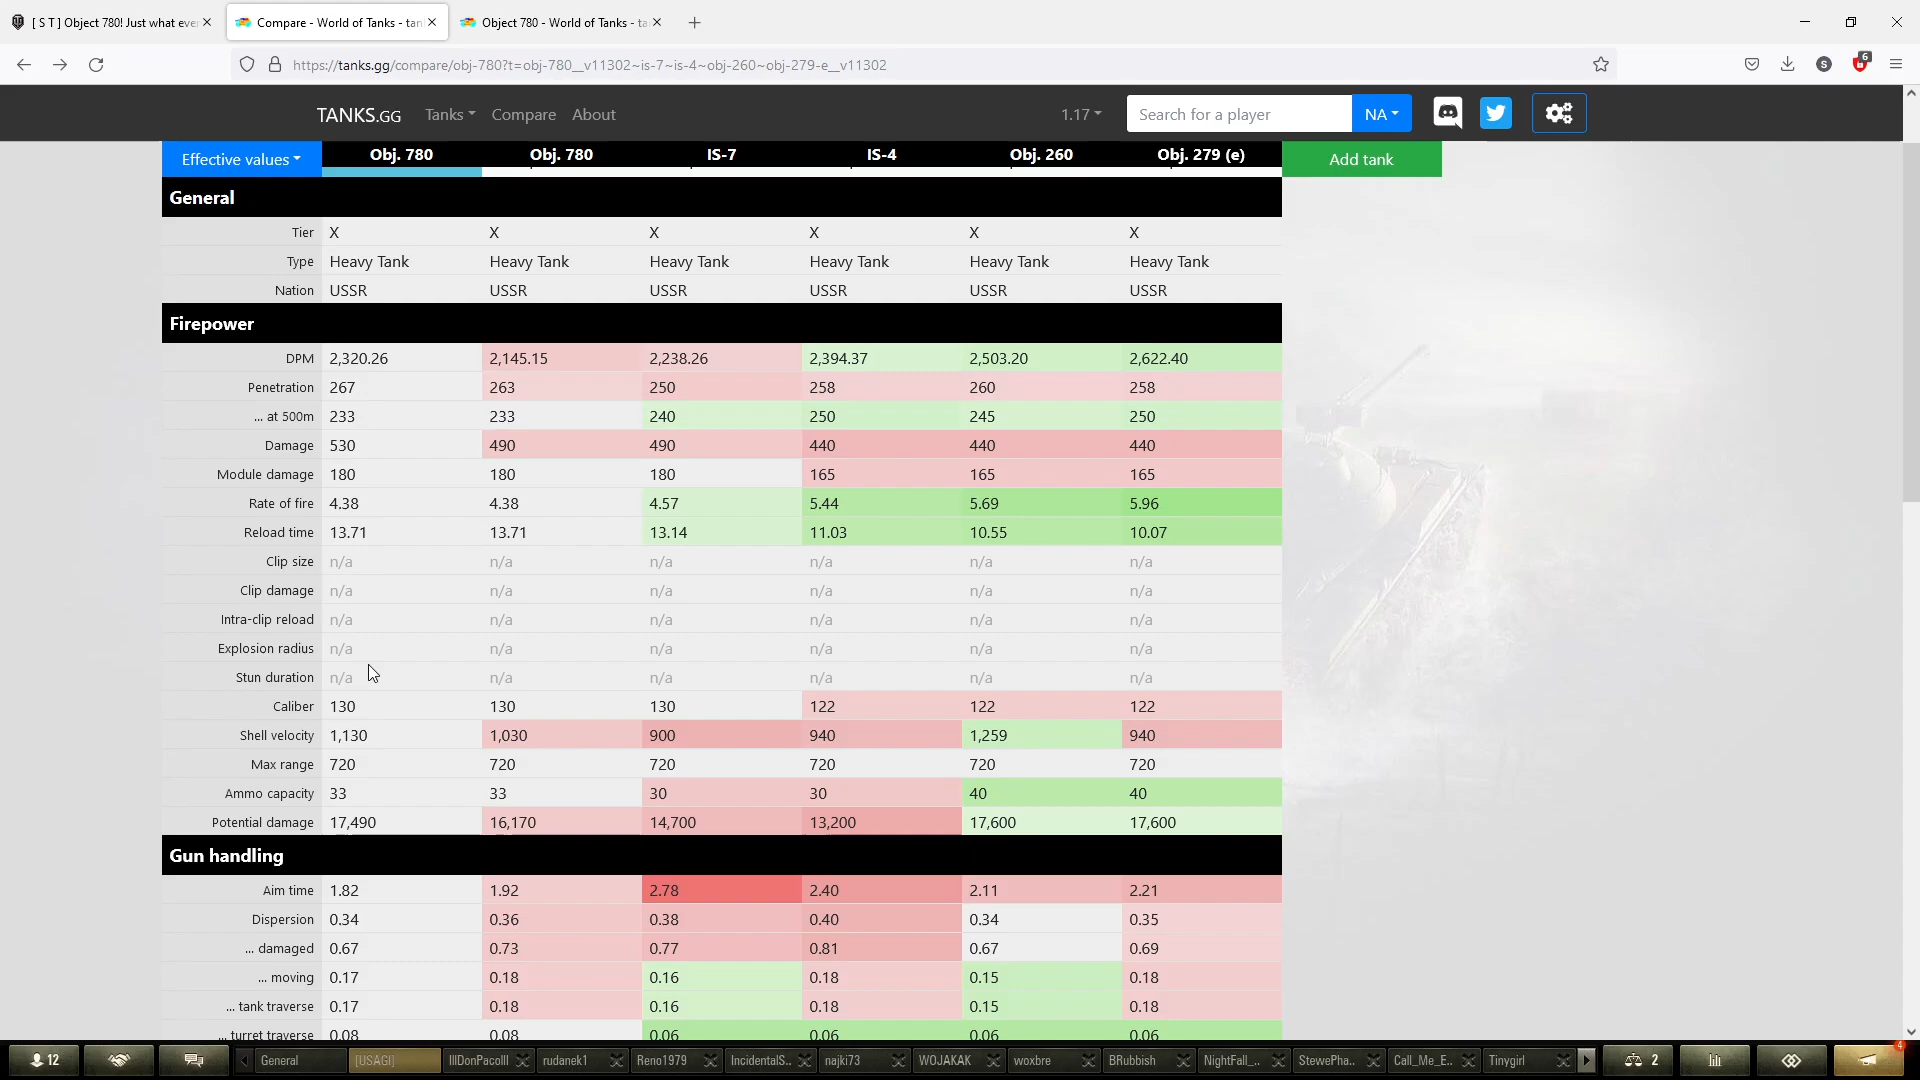 [ S T ] Object 780! Just what eve
Compare - World of Tanks - tan
Object 780 - World of Tanks - ta
https://tanks.gg/compare/obj-780?t=obj-780__v11302~is-7~is-4~obj-260~obj-279-e__v11302
S
6
TANKS.GG Tanks Compare About 1.17 Search for a player NA
Effective values Obj. 780 Obj. 780 IS-7 IS-4 Obj. 260 Obj. 279 (e) Add tank
General
Tier X X X X X X
Type Heavy Tank Heavy Tank Heavy Tank Heavy Tank Heavy Tank Heavy Tank
Nation USSR USSR USSR USSR USSR USSR
Firepower
DPM 2,320.26 2,145.15 2,238.26 2,394.37 2,503.20 2,622.40
Penetration 267 263 250 258 260 258
... at 500m 233 233 240 250 245 250
Damage 530 490 490 440 440 440
Module damage 180 180 180 165 165 165
Rate of fire 4.38 4.38 4.57 5.44 5.69 5.96
Reload time 13.71 13.71 13.14 11.03 10.55 10.07
Clip size n/a n/a n/a n/a n/a n/a
Clip damage n/a n/a n/a n/a n/a n/a
Intra-clip reload n/a n/a n/a n/a n/a n/a
Explosion radius n/a n/a n/a n/a n/a n/a
Stun duration n/a n/a n/a n/a n/a n/a
Caliber 130 130 130 122 122 122
Shell velocity 1,130 1,030 900 940 1,259 940
Max range 720 720 720 720 720 720
Ammo capacity 33 33 30 30 40 40
Potential damage 17,490 16,170 14,700 13,200 17,600 17,600
Gun handling
Aim time 1.82 1.92 2.78 2.40 2.11 2.21
Dispersion 0.34 0.36 0.38 0.40 0.34 0.35
... damaged 0.67 0.73 0.77 0.81 0.67 0.69
... moving 0.17 0.18 0.16 0.18 0.15 0.18
... tank traverse 0.17 0.18 0.16 0.18 0.15 0.18
... turret traverse 0.08 0.08 0.06 0.06 0.06 0.06
12 General [USAGI] IllDonPacolll rudanek1 Reno1979 IncidentalS.. najki73 WOJAKAK woxbre BRubbish NightFall_.. StewePha.. Call_Me_E.. Tinygirl 2 4